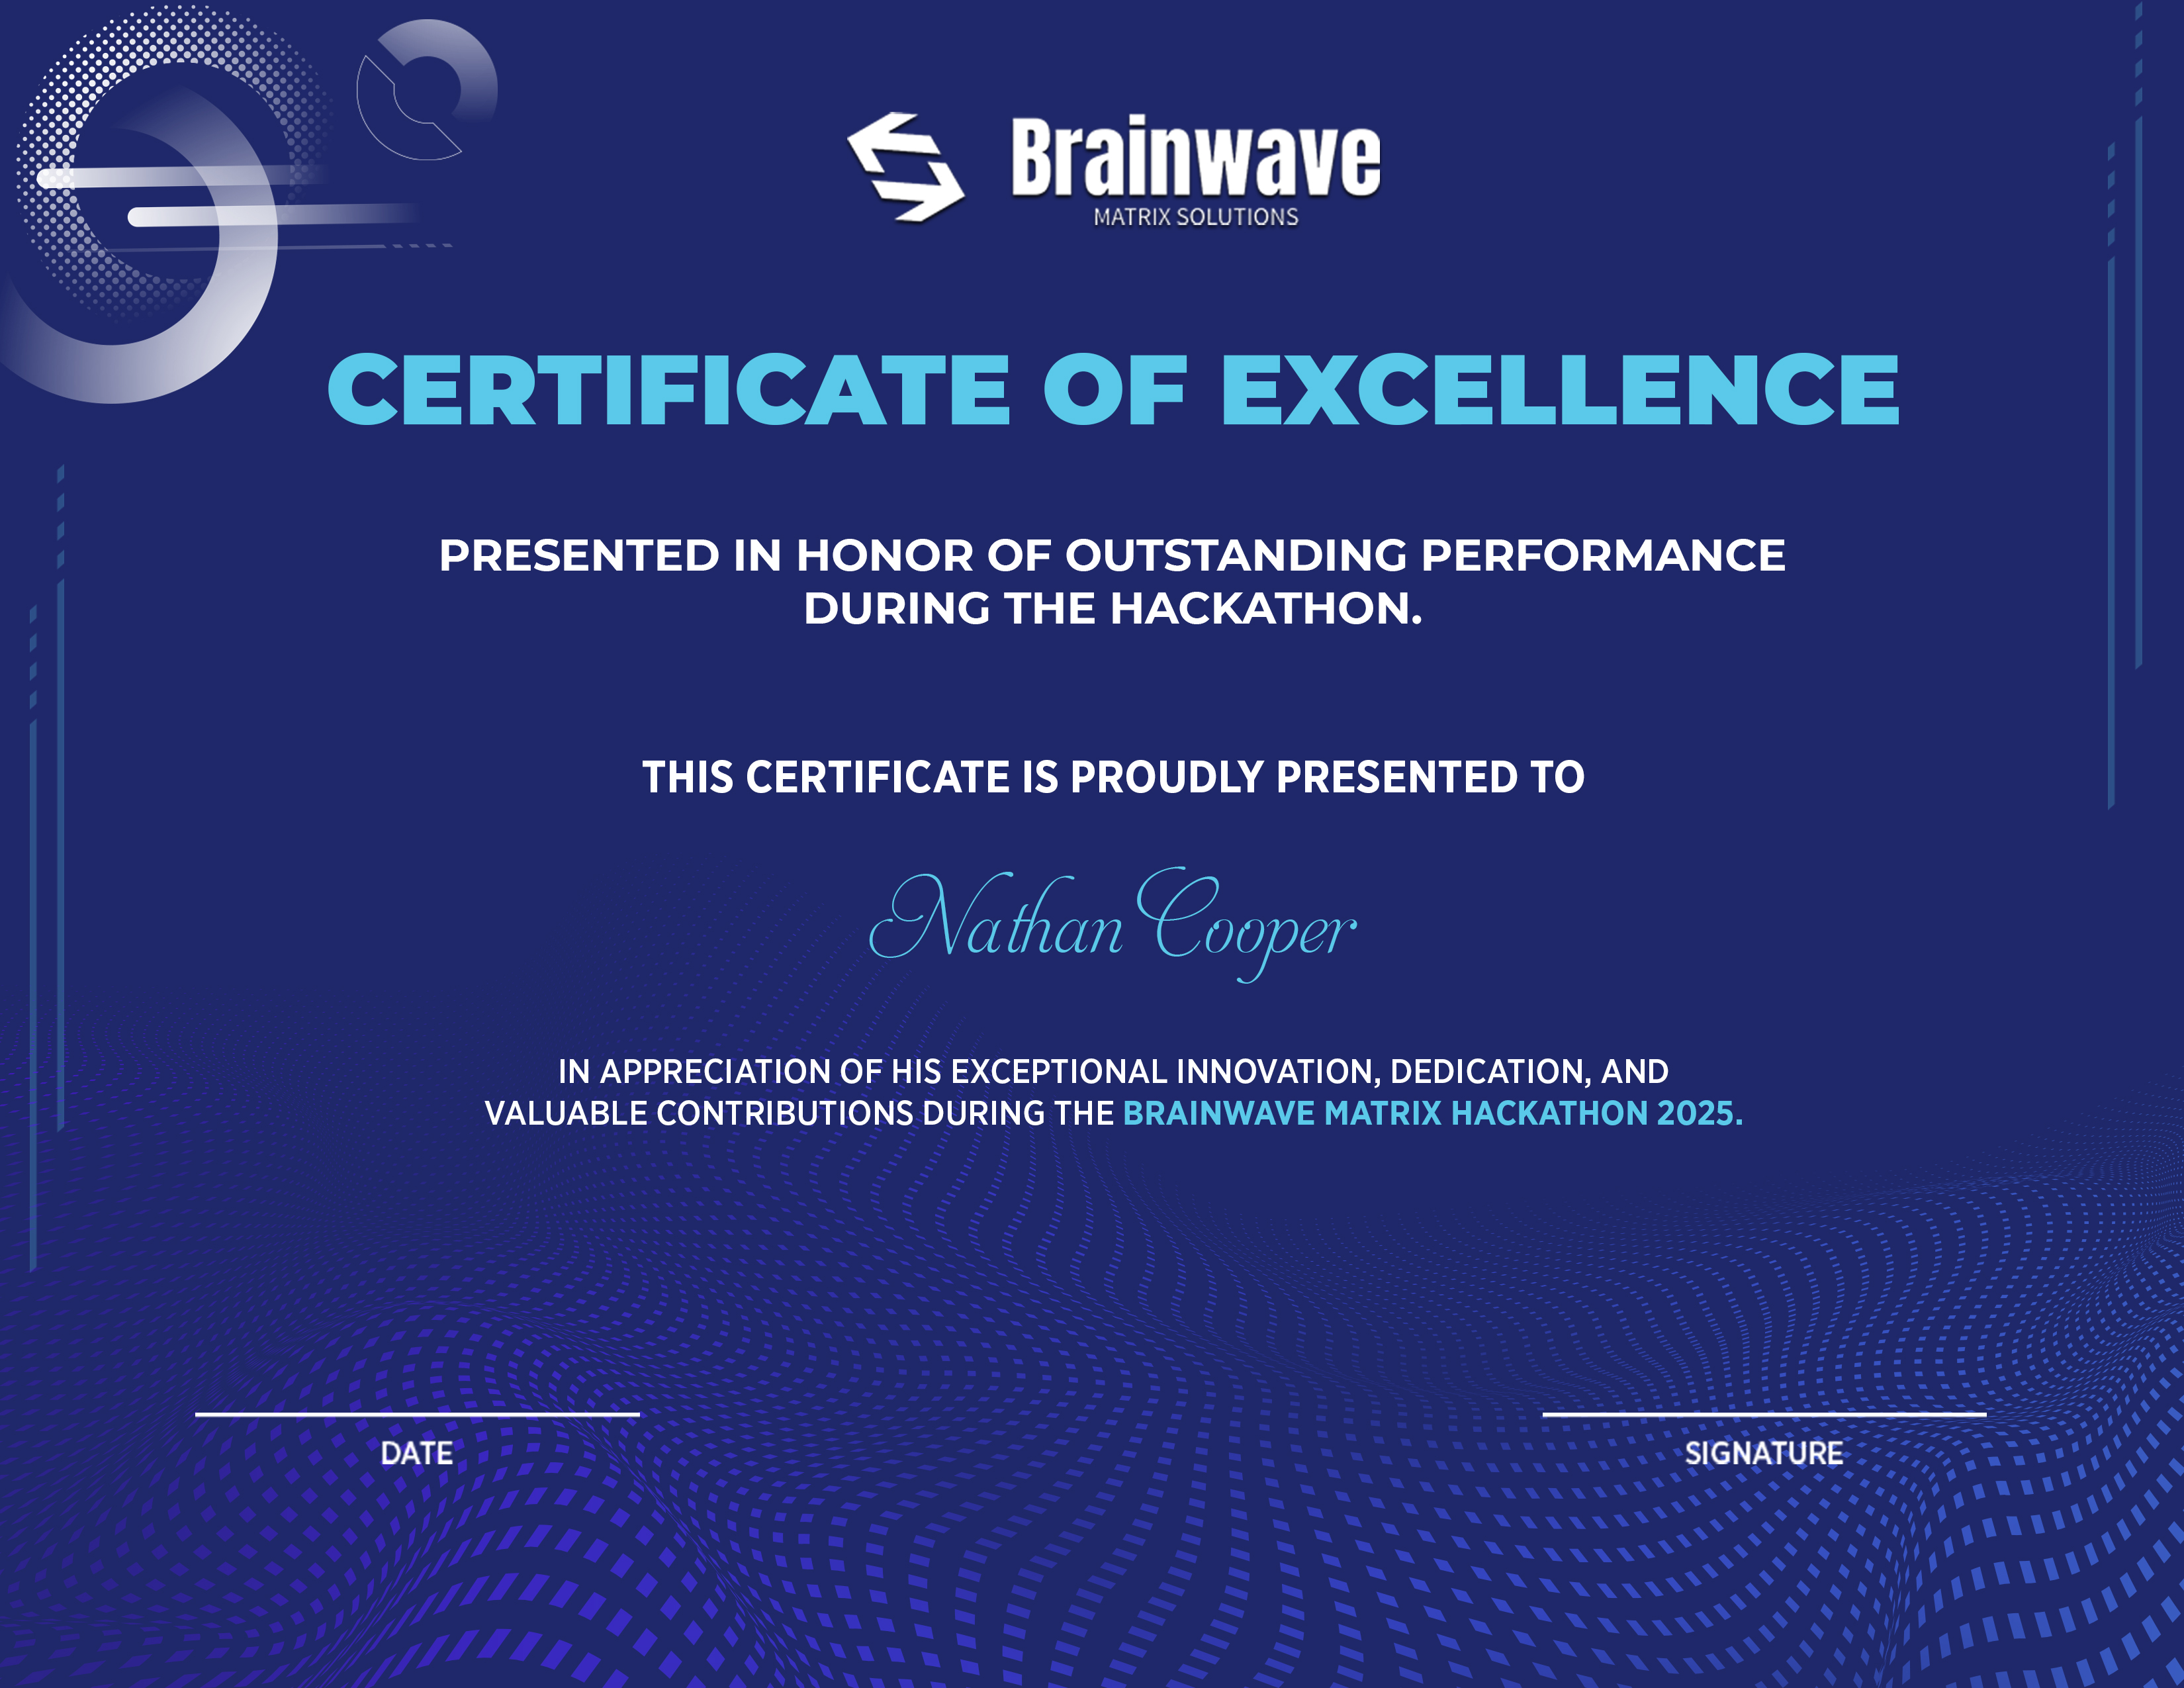 Brainwave
MATRIX SOLUTIONS
CERTIFICATE OF EXCELLENCE
PRESENTED IN HONOR OF OUTSTANDING PERFORMANCE
DURING THE HACKATHON.
THIS CERTIFICATE IS PROUDLY PRESENTED TO
Nathan Cooper
IN APPRECIATION OF HIS EXCEPTIONAL INNOVATION, DEDICATION, AND
VALUABLE CONTRIBUTIONS DURING THE BRAINWAVE MATRIX HACKATHON 2025.
DATE
SIGNATURE